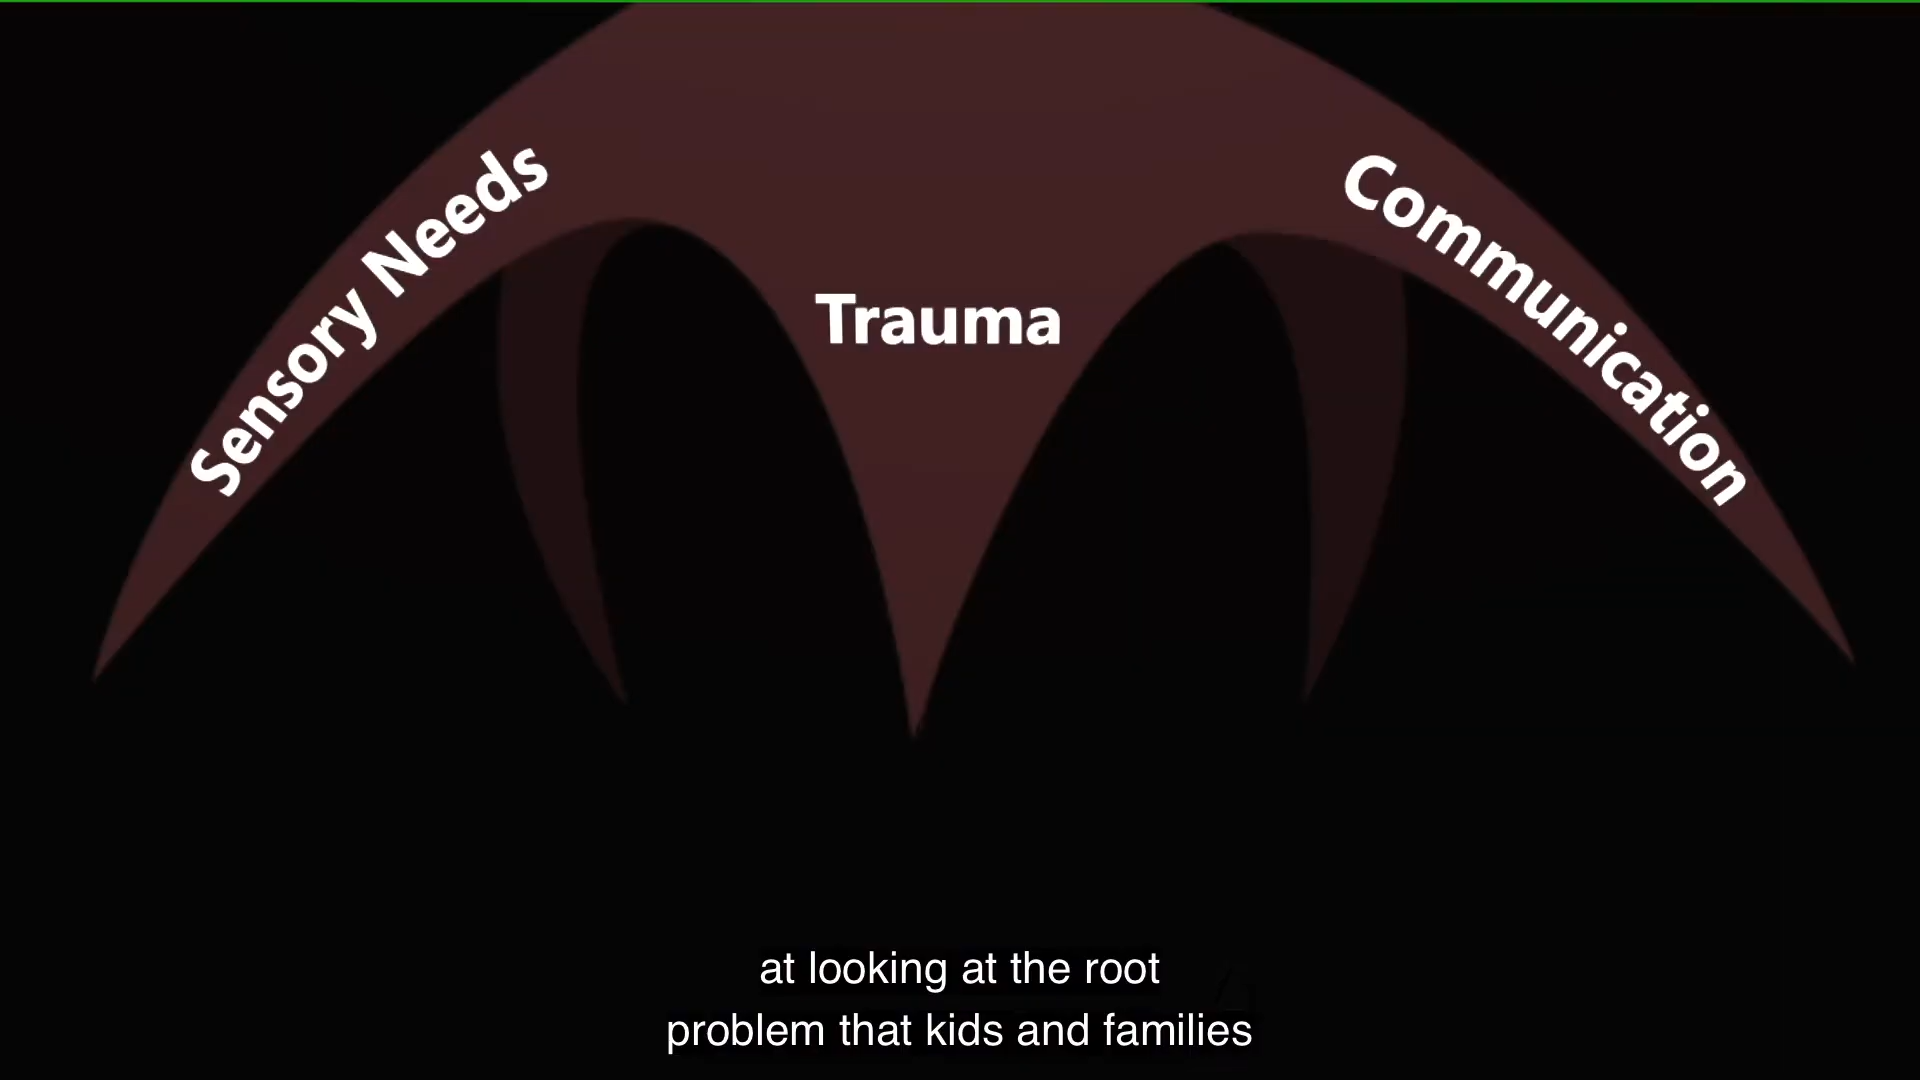 Sensory Needs
Trauma
Communication
at looking at the root
problem that kids and families